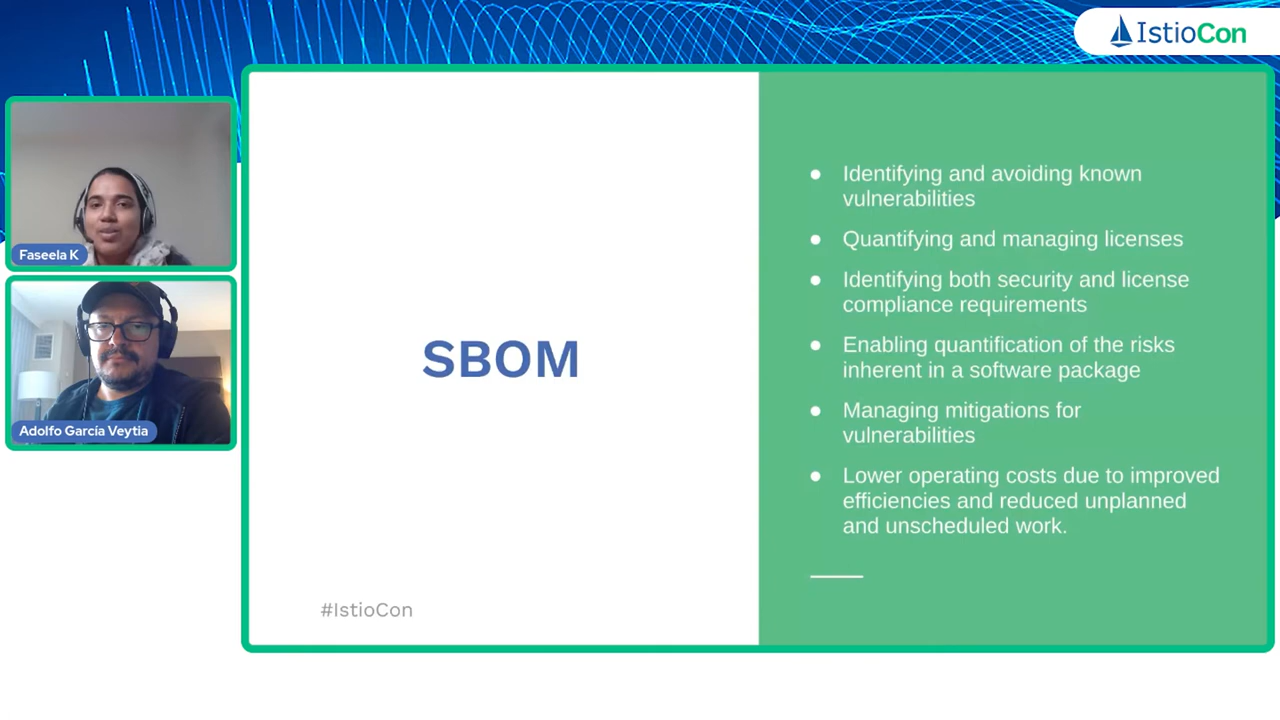 IstioCon
Faseela K
Adolfo García Veytia
SBOM
#IstioCon
● Identifying and avoiding known
vulnerabilities
● Quantifying and managing licenses
● Identifying both security and license
compliance requirements
● Enabling quantification of the risks
inherent in a software package
● Managing mitigations for
vulnerabilities
● Lower operating costs due to improved
efficiencies and reduced unplanned
and unscheduled work.